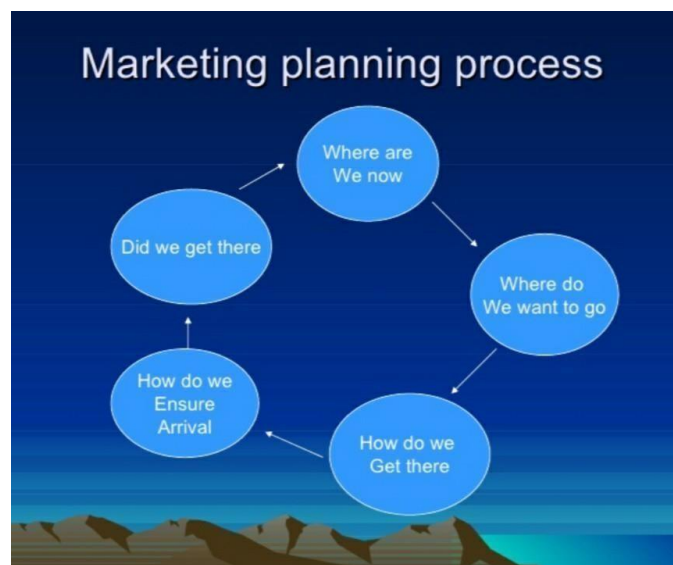 Marketing planning process
Where are
We now
Where do
We want to go
How do we
Get there
How do we
Ensure
Arrival
Did we get there